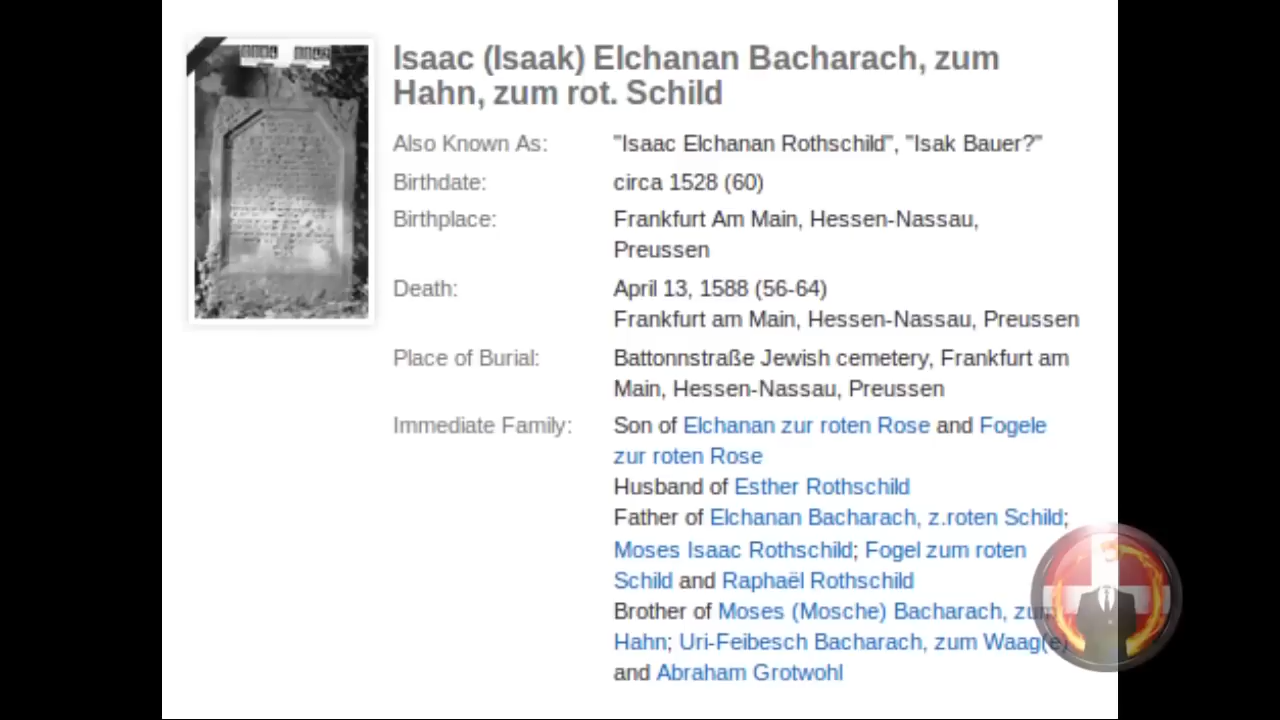 Isaac (Isaak) Elchanan Bacharach, zum
Hahn, zum rot. Schild
Also Known As: "Isaac Elchanan Rothschild", "Isak Bauer?"
Birthdate: circa 1528 (60)
Birthplace: Frankfurt Am Main, Hessen-Nassau,
Preussen
Death: April 13, 1588 (56-64)
Frankfurt am Main, Hessen-Nassau, Preussen
Place of Burial: Battonnstraße Jewish cemetery, Frankfurt am
Main, Hessen-Nassau, Preussen
Immediate Family: Son of Elchanan zur roten Rose and Fogele
zur roten Rose
Husband of Esther Rothschild
Father of Elchanan Bacharach, z.roten Schild;
Moses Isaac Rothschild; Fogel zum roten
Schild and Raphaël Rothschild
Brother of Moses (Mosche) Bacharach, zum
Hahn; Uri-Feibesch Bacharach, zum Waag(e)
and Abraham Grotwohl